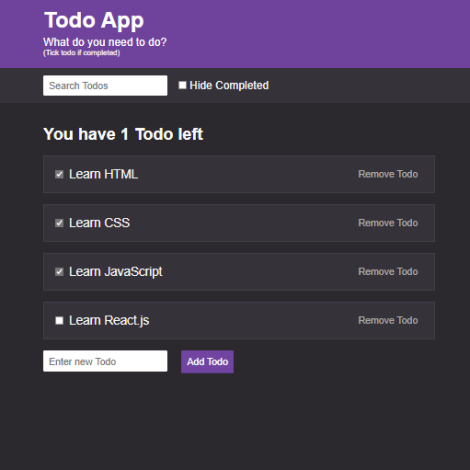 Todo App
What do you need to do?
(Tick todo if completed)
Search Todos Hide Completed
You have 1 Todo left
Learn HTML Remove Todo
Learn CSS Remove Todo
Learn JavaScript Remove Todo
Learn React.js Remove Todo
Enter new Todo Add Todo